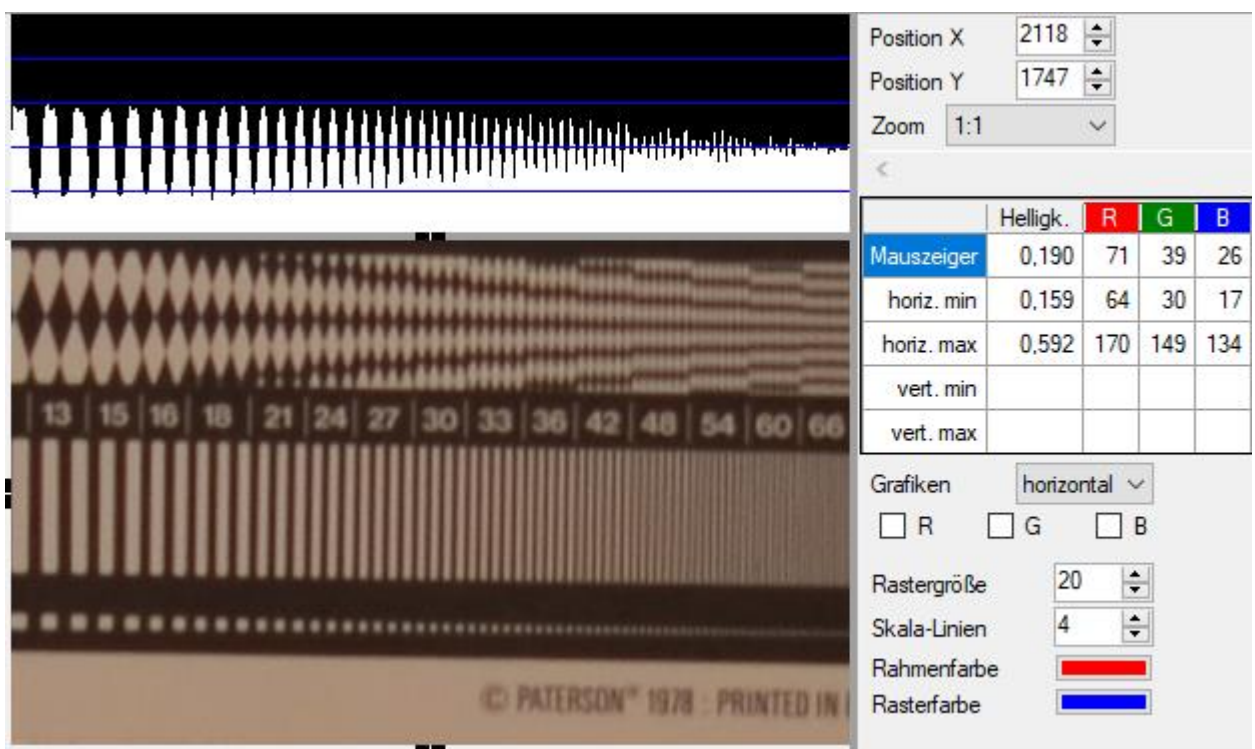 Position X 2118
Position Y 1747
Zoom 1:1
Helligk. R G B
Mauszeiger 0,190 71 39 26
horiz. min 0,159 64 30 17
horiz. max 0,592 170 149 134
vert. min
vert. max
Grafiken horizontal
R G B
Rastergröße 20
Skala-Linien 4
Rahmenfarbe
Rasterfarbe
13 15 16 18 21 24 27 30 33 36 42 48 54 60 66
© PATERSON® 1978 : PRINTED IN